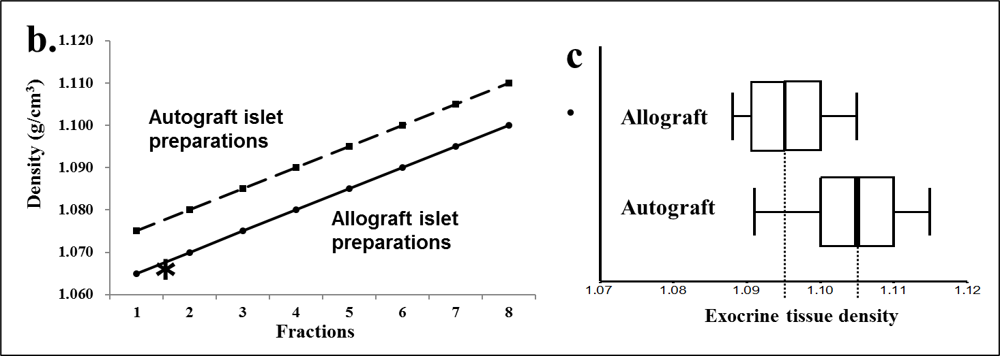 b.
1.120
1.110
1.100
1.090
1.080
1.070
1.060
Density (g/cm³)
Autograft islet
preparations
Allograft islet
preparations
*
1 2 3 4 5 6 7 8
Fractions
c
Allograft
Autograft
1.07 1.08 1.09 1.10 1.11 1.12
Exocrine tissue density